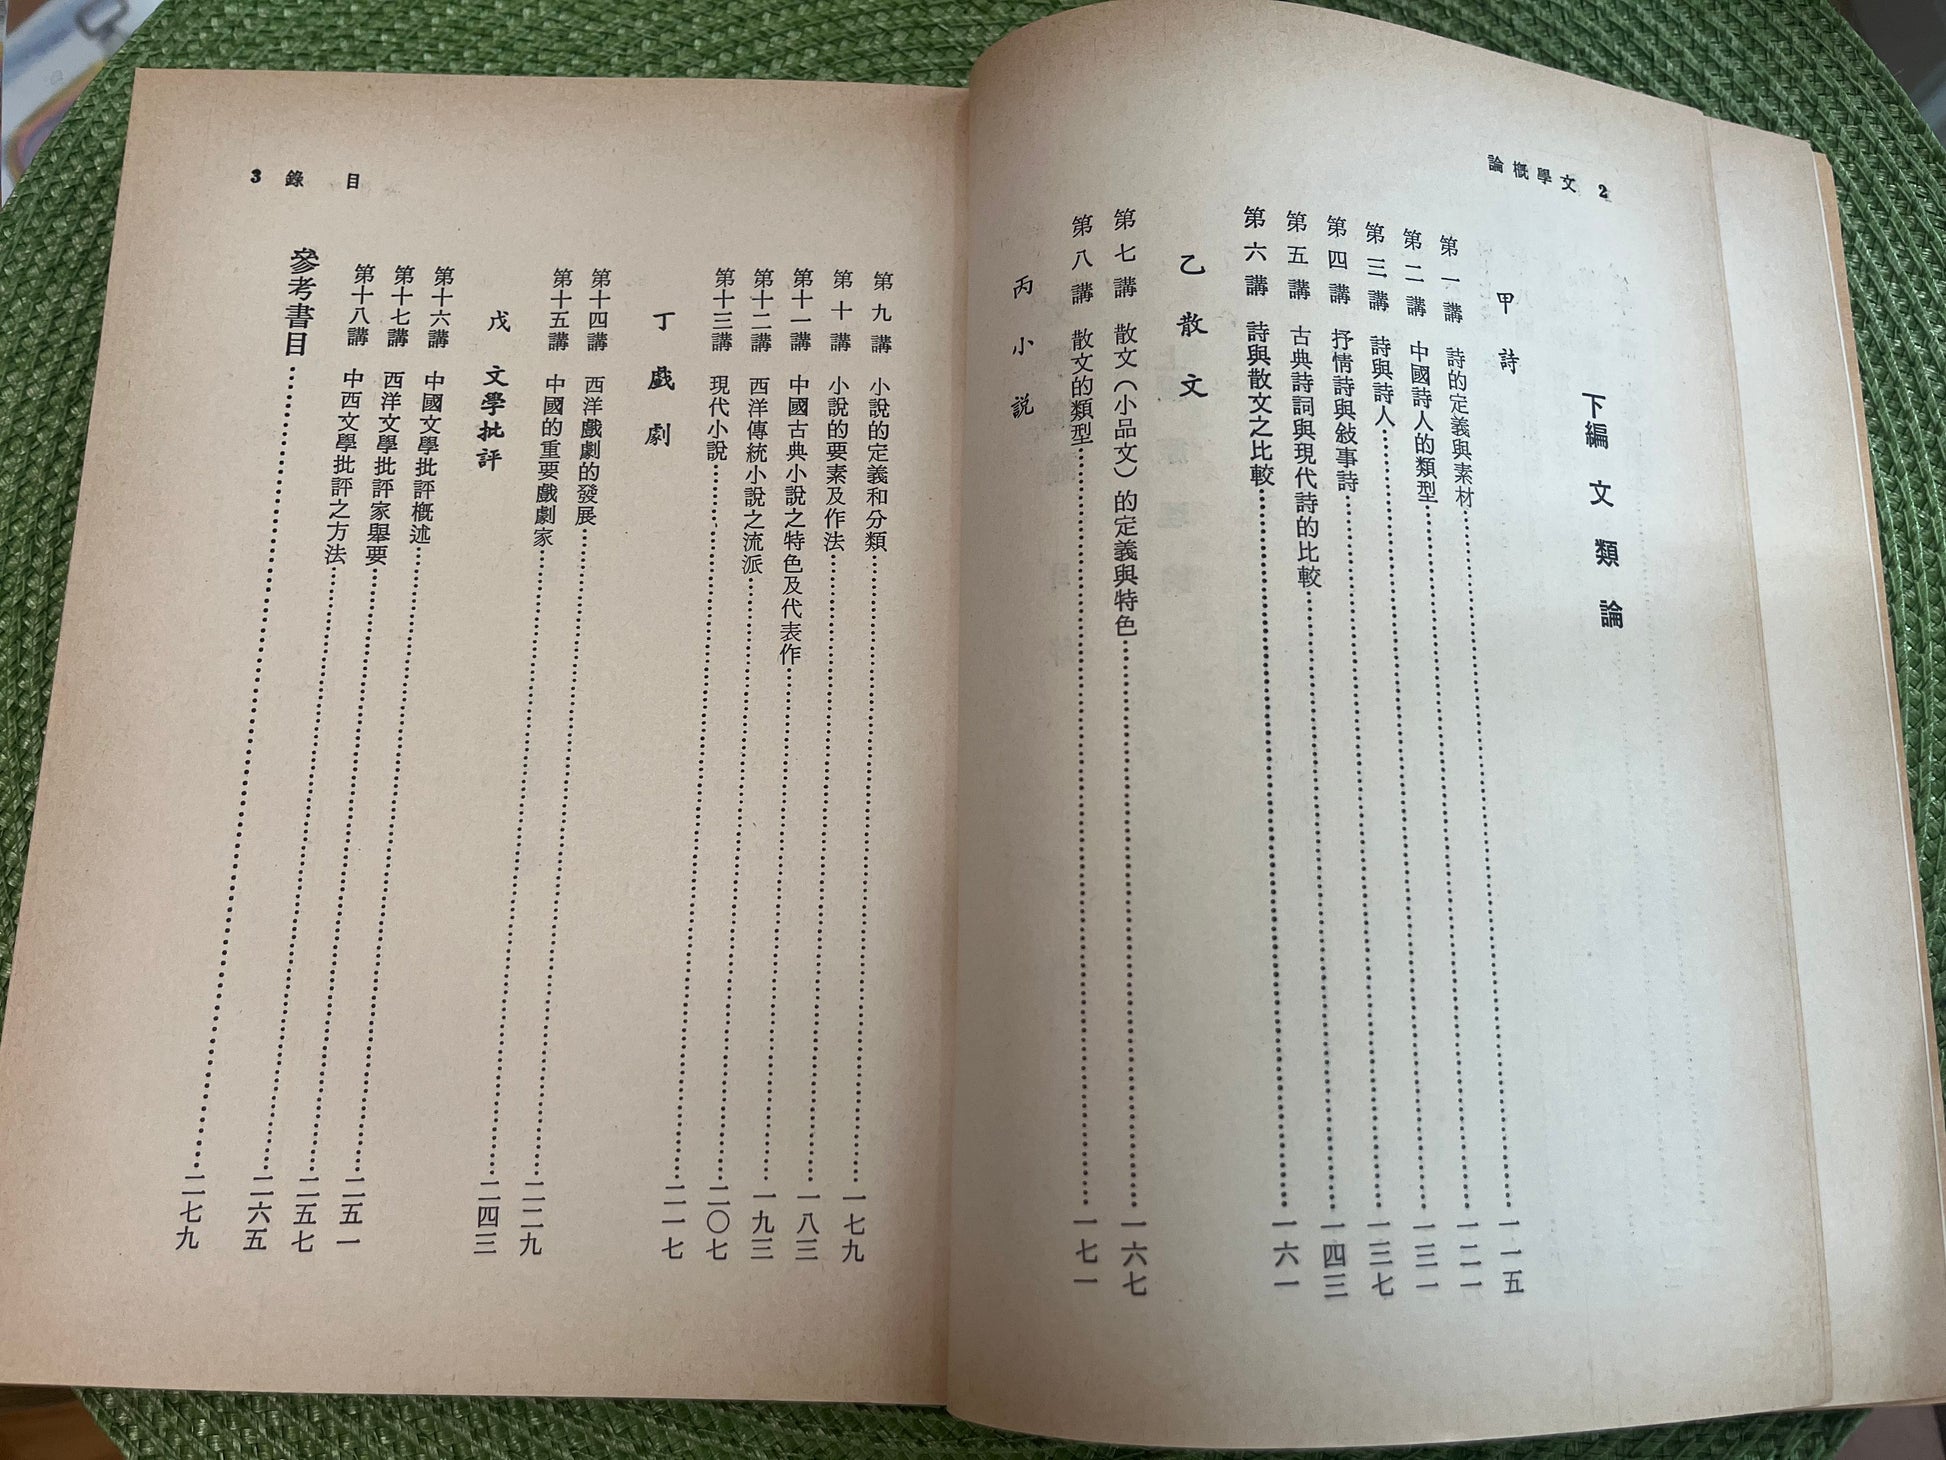 論概學文 2
下編 文類論
甲 詩
第一講 詩的定義與素材……一一五
第二講 中國詩人的類型……一二一
第三講 詩與詩人……一三一
第四講 抒情詩與敍事詩……一三七
第五講 古典詩詞與現代詩的比較……一四三
第六講 詩與散文之比較……一六一
乙 散文
第七講 散文(小品文)的定義與特色……一六七
第八講 散文的類型……一七一
丙 小說
3 錄 目
第九講 小說的定義和分類……一七九
第十講 小說的要素及作法……一八三
第十一講 中國古典小說之特色及代表作……一九三
第十二講 西洋傳統小說之流派……二〇七
第十三講 現代小說……二一七
丁 戲劇
第十四講 西洋戲劇的發展……二二九
第十五講 中國的重要戲劇家……二四三
戊 文學批評
第十六講 中國文學批評概述……二五一
第十七講 西洋文學批評家舉要……二五七
第十八講 中西文學批評之方法……二六五
參考書目……二七九